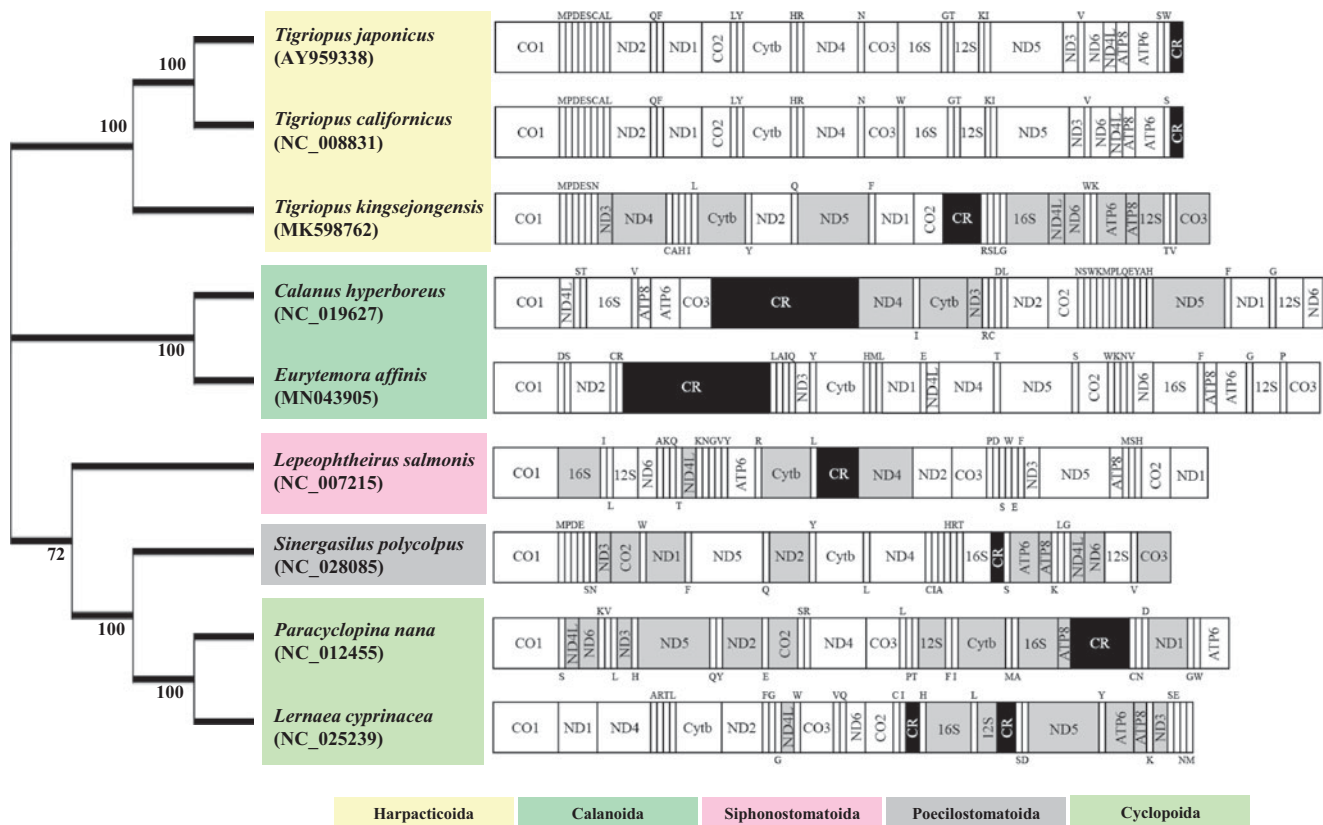 Tigriopus japonicus
(AY959338)
MPDESCAL QF LY HR N GT KI V SW
CO1 ND2 ND1 CO2 Cytb ND4 CO3 16S 12S ND5 ND3 ND6 ND4L ATP8 ATP6 CR
100
Tigriopus californicus
(NC_008831)
MPDESCAL QF LY HR N W GT KI V S
CO1 ND2 ND1 CO2 Cytb ND4 CO3 16S 12S ND5 ND3 ND6 ND4L ATP8 ATP6 CR
100
Tigriopus kingsejongensis
(MK598762)
MPDESN L Q F WK
CO1 ND3 ND4 Cytb ND2 ND5 ND1 CO2 CR 16S ND4L ND6 ATP6 ATP8 12S CO3
CAHI Y RSLG TV
Calanus hyperboreus
(NC_019627)
ST V DL NSWKMPLQEYAH F G
CO1 ND4L 16S ATP8 ATP6 CO3 CR ND4 Cytb ND3 ND2 CO2 ND5 ND1 12S ND6
I RC
100
Eurytemora affinis
(MN043905)
DS CR LAIQ Y HML E T S WKNV F G P
CO1 ND2 CR ND3 Cytb ND1 ND4L ND4 ND5 CO2 ND6 16S ATP8 ATP6 12S CO3
Lepeophtheirus salmonis
(NC_007215)
I AKQ KNGVY R L PD W F MSH
CO1 16S 12S ND6 ND4L ATP6 Cytb CR ND4 ND2 CO3 ND3 ND5 ATP8 CO2 ND1
L T S E
72
Sinergasilus polycolpus
(NC_028085)
MPDE W Y HRT LG
CO1 ND3 CO2 ND1 ND5 ND2 Cytb ND4 16S CR ATP6 ATP8 ND4L ND6 12S CO3
SN F Q L CIA S K V
100
Paracyclopina nana
(NC_012455)
KV SR L D
CO1 ND4L ND6 ND3 ND5 ND2 CO2 ND4 CO3 12S Cytb 16S ATP8 CR ND1 ATP6
S L H QY E PT FI MA CN GW
100
Lernaea cyprinacea
(NC_025239)
ARTL FG W VQ CI H L Y SE
CO1 ND1 ND4 Cytb ND2 ND4L CO3 ND6 CO2 CR 16S 12S CR ND5 ATP6 ATP8 ND3
G SD K NM
Harpacticoida Calanoida Siphonostomatoida Poecilostomatoida Cyclopoida